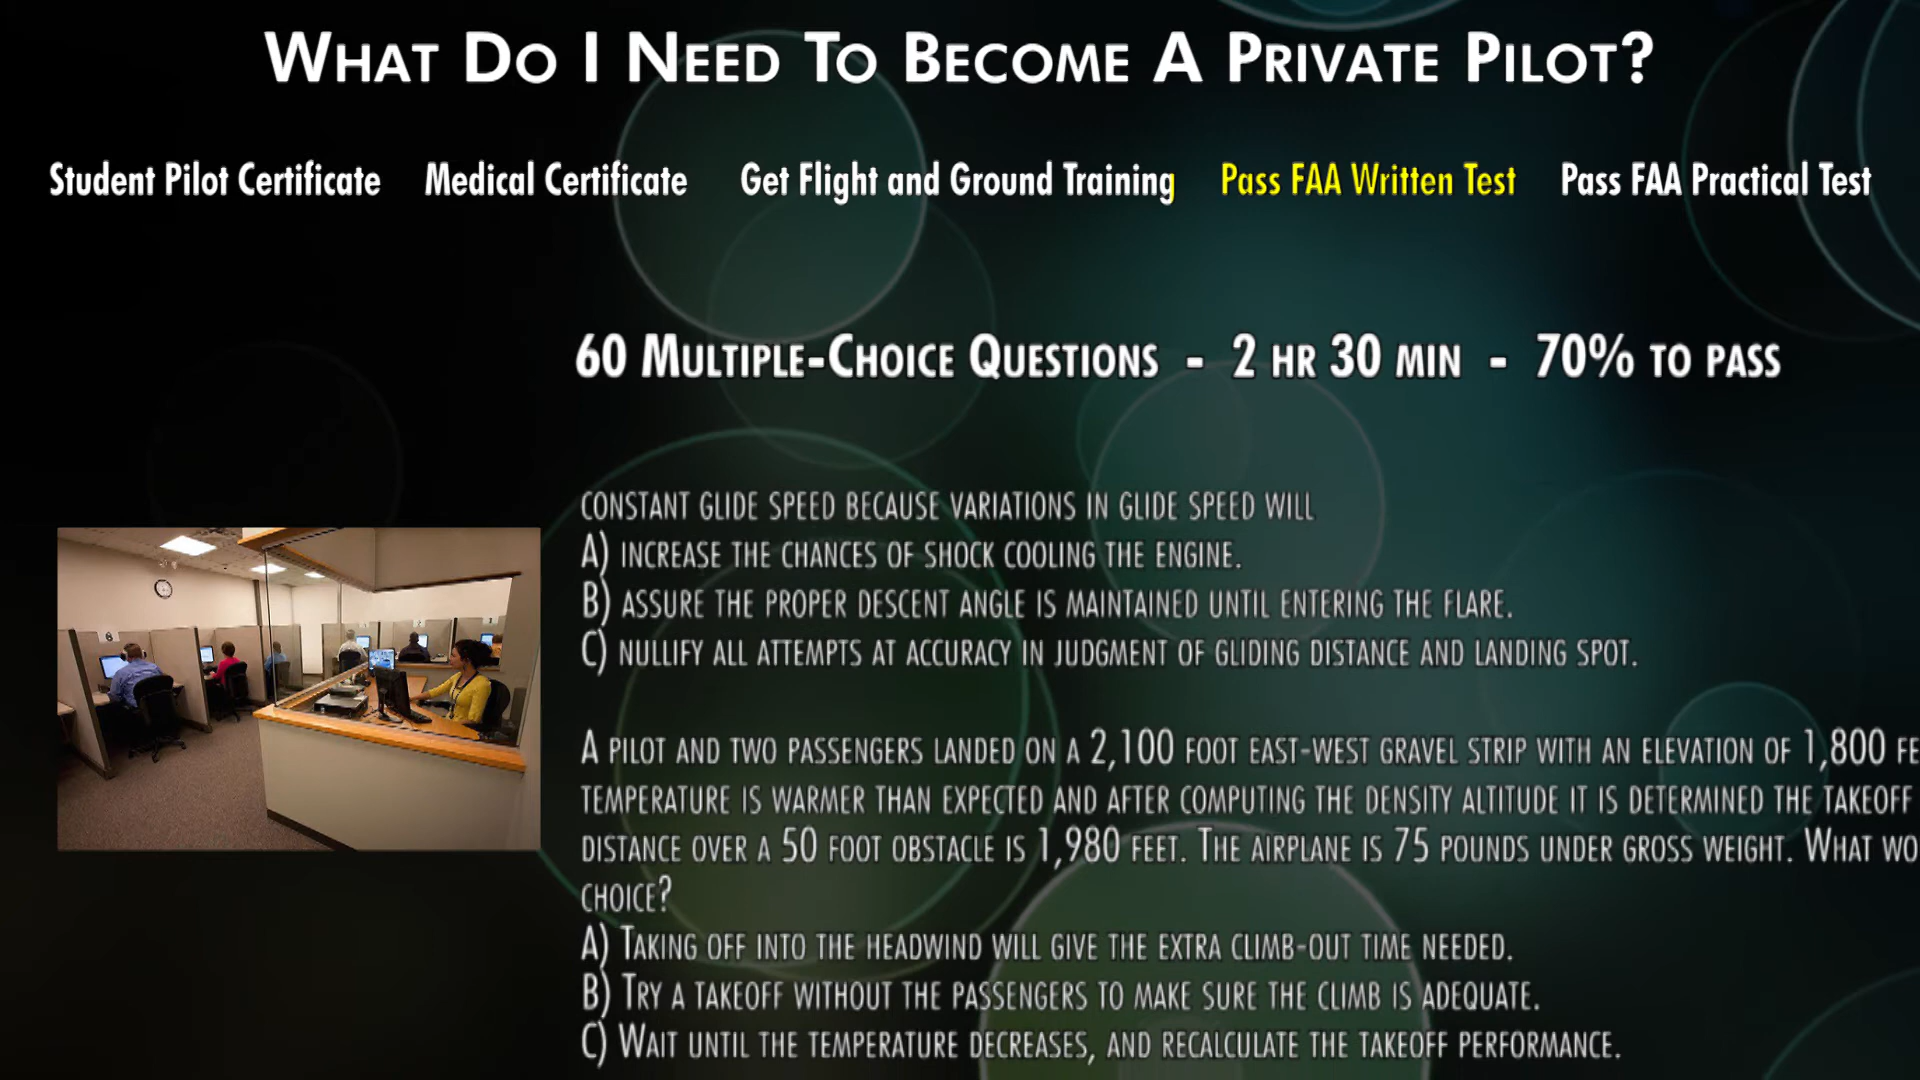 What Do I Need To Become A Private Pilot?
Student Pilot Certificate Medical Certificate Get Flight and Ground Training Pass FAA Written Test Pass FAA Practical Test
60 Multiple-Choice Questions - 2 hr 30 min - 70% to pass
constant glide speed because variations in glide speed will
A) increase the chances of shock cooling the engine.
B) assure the proper descent angle is maintained until entering the flare.
C) nullify all attempts at accuracy in judgment of gliding distance and landing spot.
A pilot and two passengers landed on a 2,100 foot east-west gravel strip with an elevation of 1,800
temperature is warmer than expected and after computing the density altitude it is determined the takeoff
distance over a 50 foot obstacle is 1,980 feet. The airplane is 75 pounds under gross weight. What
choice?
A) Taking off into the headwind will give the extra climb-out time needed.
B) Try a takeoff without the passengers to make sure the climb is adequate.
C) Wait until the temperature decreases, and recalculate the takeoff performance.